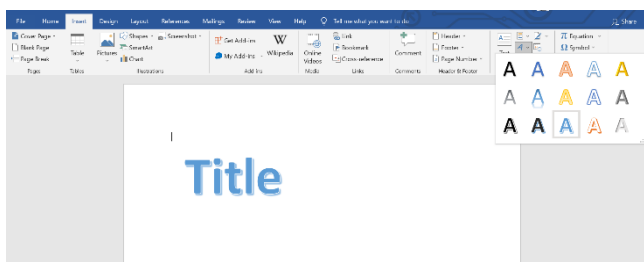 File Home Insert Design Layout References Mailings Review View Help Tell me what you want to do Share
Cover Page
Blank Page
Page Break
Table
Pictures
Shapes
SmartArt
Chart
Screenshot
Get Add-ins
My Add-ins
Wikipedia
Online
Videos
Link
Bookmark
Cross-reference
Comment
Header
Footer
Page Number
Equation
Symbol
Pages Tables Illustrations Add-ins Media Links Comments Header & Footer
A A A A A
A A A A A
A A A A A
Title